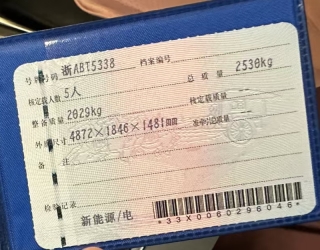 号牌号码 浙ABT5338 档案编号
核定载人数 5人 总质量 2530kg
整备质量 2029kg 核定载质量
外廓尺寸 4872×1846×1481mm 准牵引总质量
备注
检验记录
新能源/电
*33X0060296046*